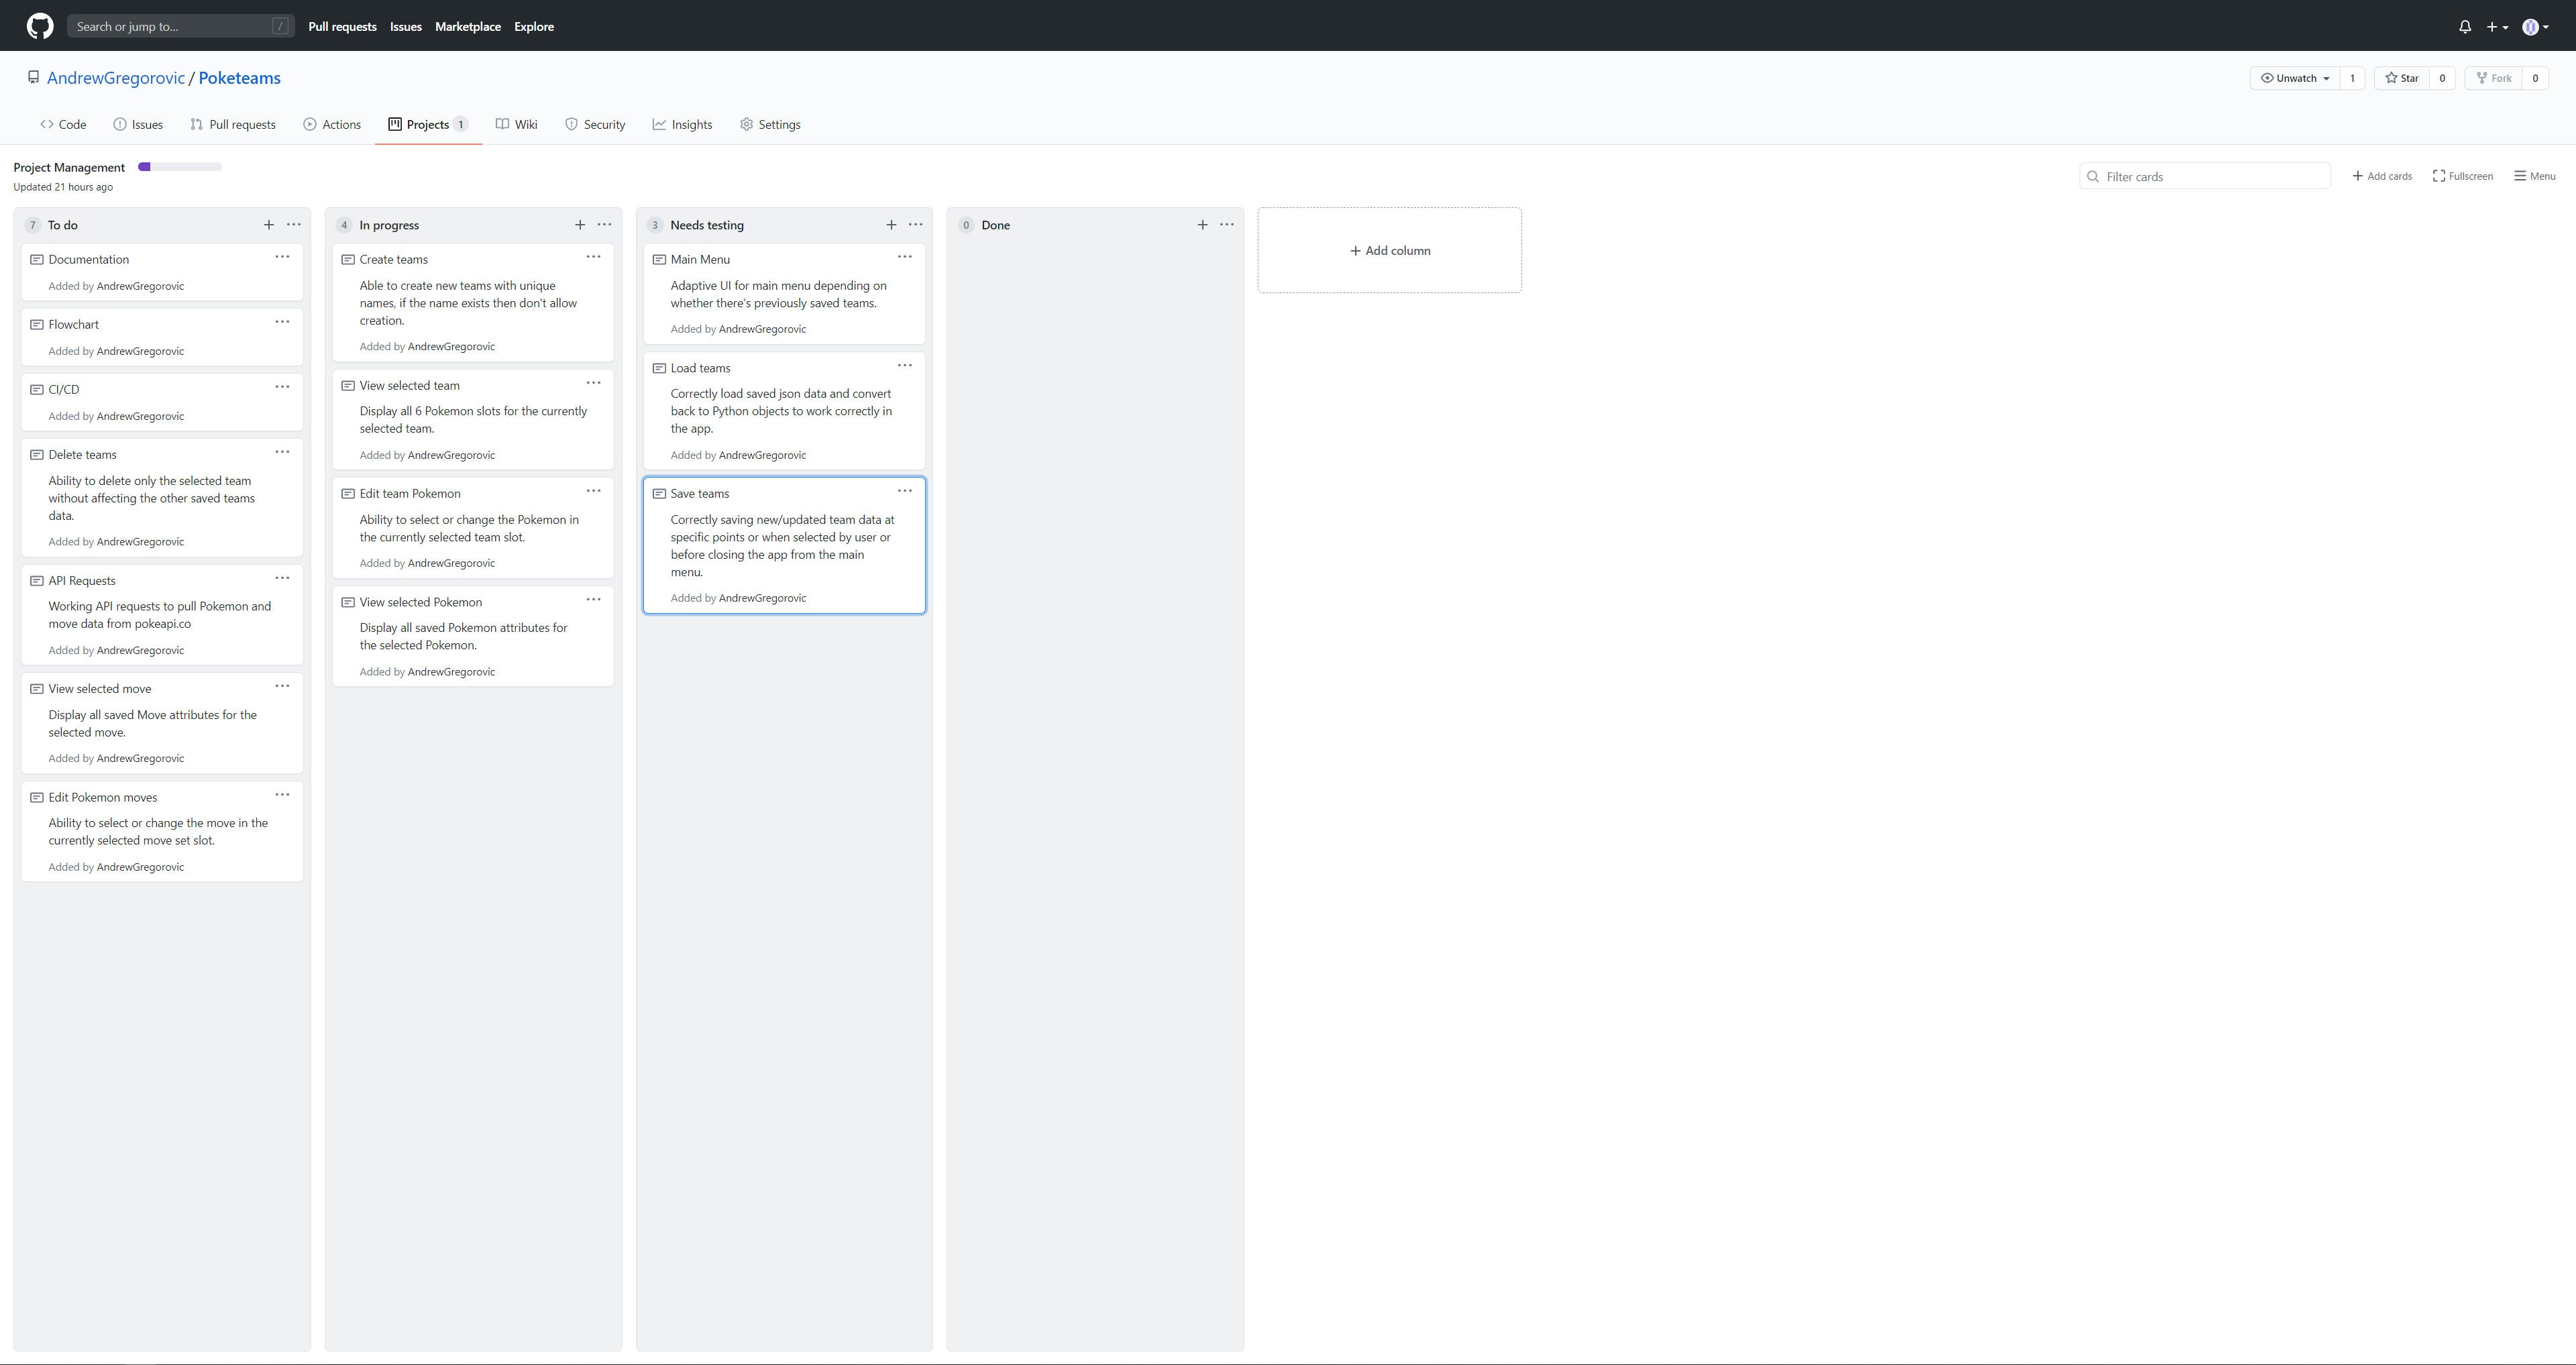 Search or jump to... /
Pull requests
Issues
Marketplace
Explore
AndrewGregorovic / Poketeams
Unwatch 1
Star 0
Fork 0
Code
Issues
Pull requests
Actions
Projects 1
Wiki
Security
Insights
Settings
Project Management
Updated 21 hours ago
Filter cards
Add cards
Fullscreen
Menu
7 To do
Documentation
Added by AndrewGregorovic
Flowchart
Added by AndrewGregorovic
CI/CD
Added by AndrewGregorovic
Delete teams
Ability to delete only the selected team
without affecting the other saved teams
data.
Added by AndrewGregorovic
API Requests
Working API requests to pull Pokemon and
move data from pokeapi.co
Added by AndrewGregorovic
View selected move
Display all saved Move attributes for the
selected move.
Added by AndrewGregorovic
Edit Pokemon moves
Ability to select or change the move in the
currently selected move set slot.
Added by AndrewGregorovic
4 In progress
Create teams
Able to create new teams with unique
names, if the name exists then don't allow
creation.
Added by AndrewGregorovic
View selected team
Display all 6 Pokemon slots for the currently
selected team.
Added by AndrewGregorovic
Edit team Pokemon
Ability to select or change the Pokemon in
the currently selected team slot.
Added by AndrewGregorovic
View selected Pokemon
Display all saved Pokemon attributes for
the selected Pokemon.
Added by AndrewGregorovic
3 Needs testing
Main Menu
Adaptive UI for main menu depending on
whether there's previously saved teams.
Added by AndrewGregorovic
Load teams
Correctly load saved json data and convert
back to Python objects to work correctly in
the app.
Added by AndrewGregorovic
Save teams
Correctly saving new/updated team data at
specific points or when selected by user or
before closing the app from the main
menu.
Added by AndrewGregorovic
0 Done
+ Add column